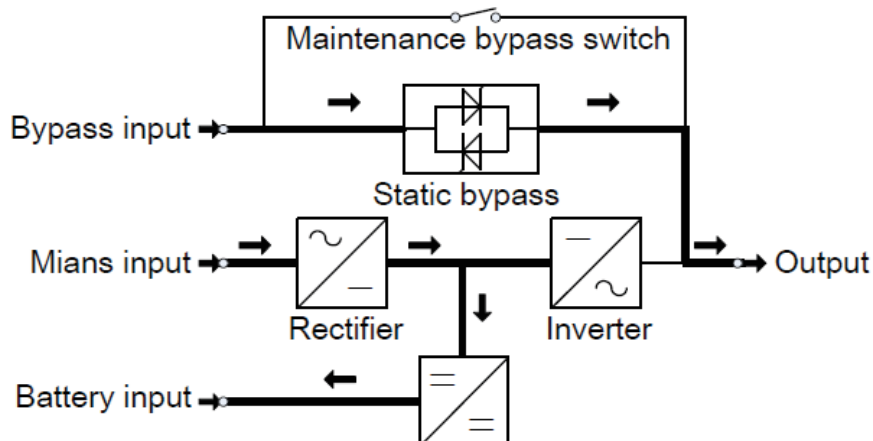 Maintenance bypass switch
Bypass input
Static bypass
Mians input
Output
Rectifier
Inverter
Battery input